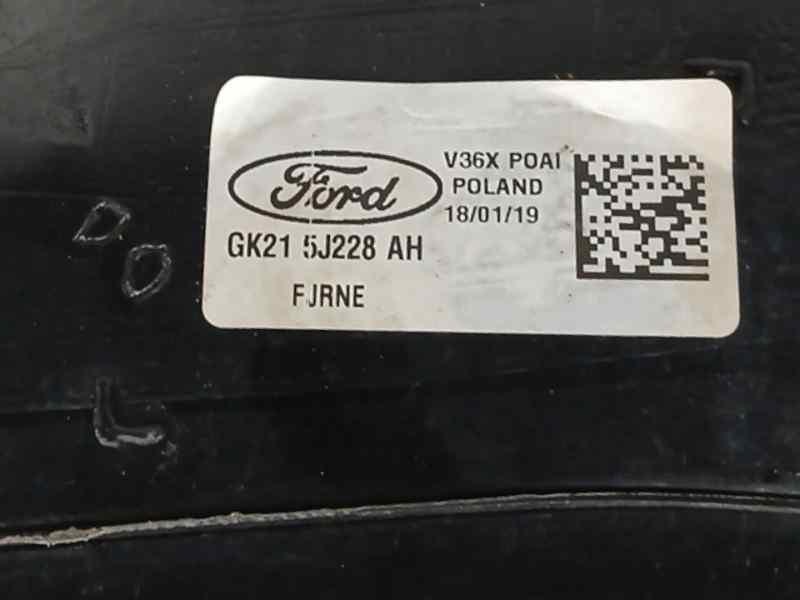 Ford
V36X POAI
POLAND
18/01/19
GK21 5J228 AH
FJRNE